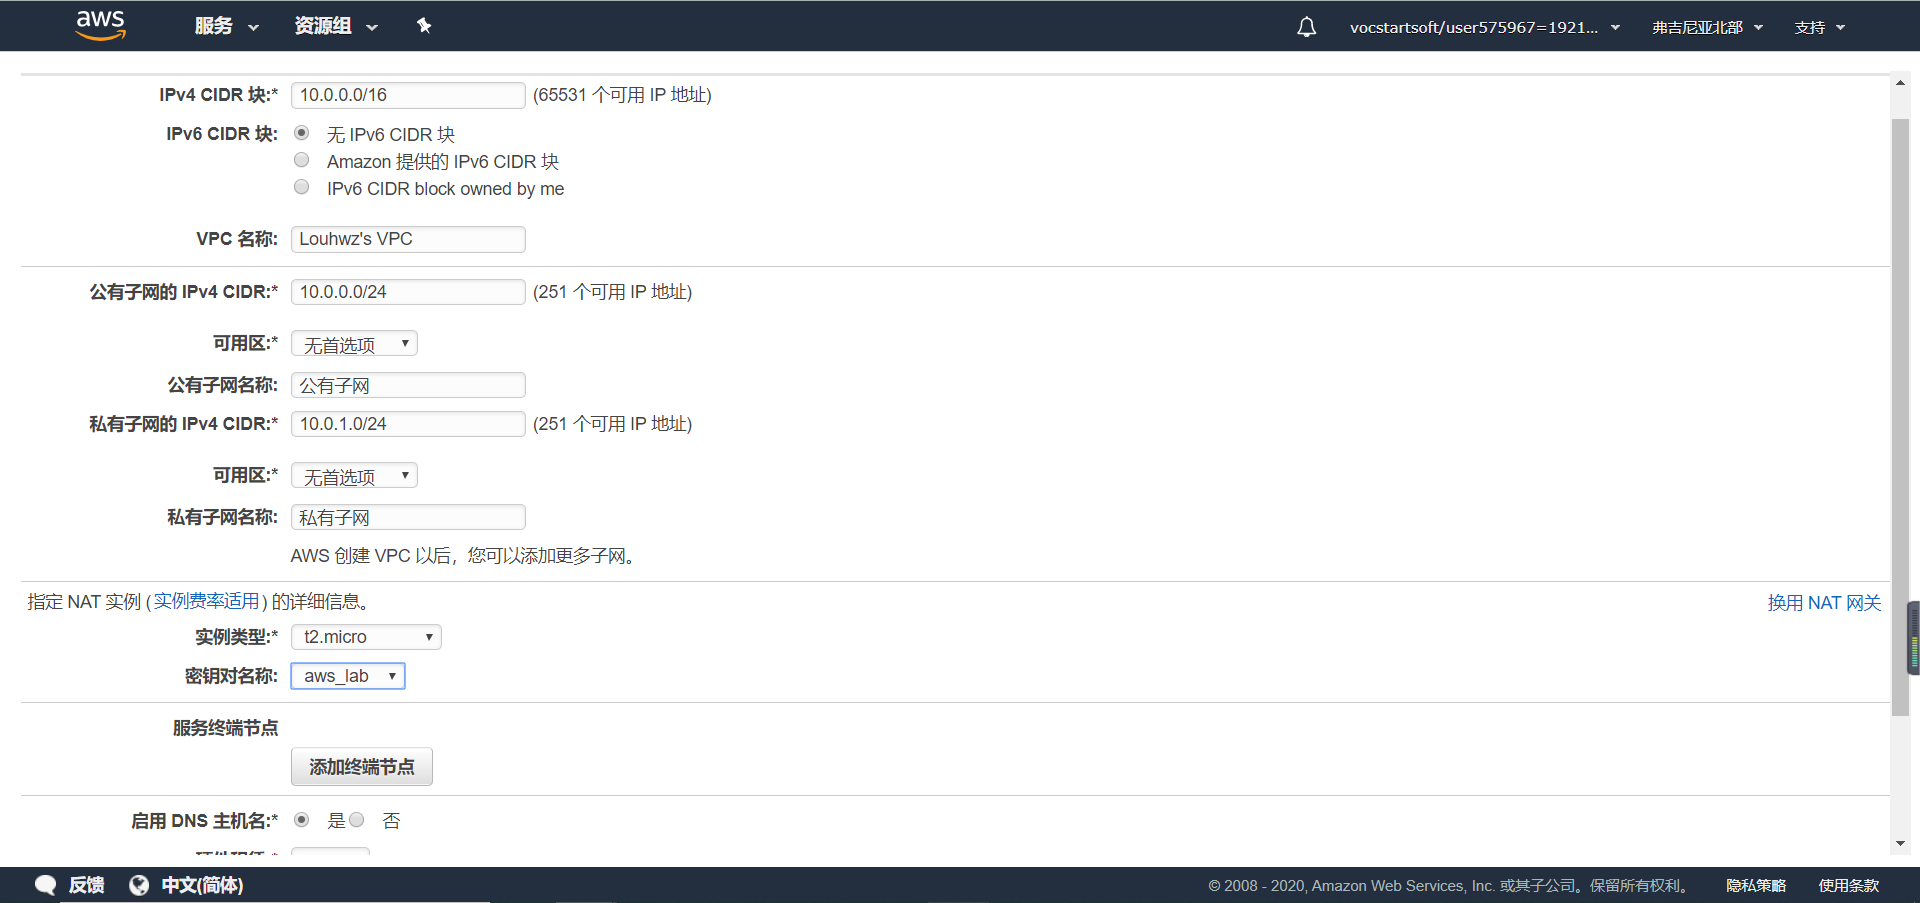 aws 服务 资源组 vocstartsoft/user575967=1921... 弗吉尼亚北部 支持
IPv4 CIDR 块:* 10.0.0.0/16 (65531 个可用 IP 地址)
IPv6 CIDR 块: 无 IPv6 CIDR 块
Amazon 提供的 IPv6 CIDR 块
IPv6 CIDR block owned by me
VPC 名称: Louhwz's VPC
公有子网的 IPv4 CIDR:* 10.0.0.0/24 (251 个可用 IP 地址)
可用区:* 无首选项
公有子网名称: 公有子网
私有子网的 IPv4 CIDR:* 10.0.1.0/24 (251 个可用 IP 地址)
可用区:* 无首选项
私有子网名称: 私有子网
AWS 创建 VPC 以后，您可以添加更多子网。
指定 NAT 实例 (实例费率适用) 的详细信息。 换用 NAT 网关
实例类型:* t2.micro
密钥对名称: aws_lab
服务终端节点
添加终端节点
启用 DNS 主机名:* 是 否
反馈 中文(简体) © 2008 - 2020, Amazon Web Services, Inc. 或其子公司。保留所有权利。 隐私策略 使用条款